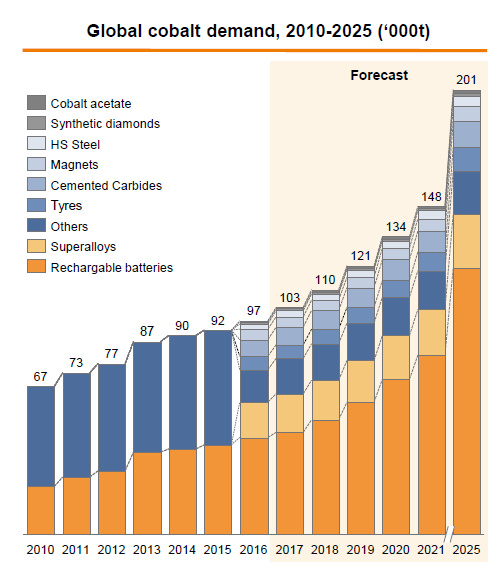 Global cobalt demand, 2010-2025 (‘000t)
Forecast
Cobalt acetate
Synthetic diamonds
HS Steel
Magnets
Cemented Carbides
Tyres
Others
Superalloys
Rechargable batteries
67
73
77
87
90
92
97
103
110
121
134
148
201
2010 2011 2012 2013 2014 2015 2016 2017 2018 2019 2020 2021 2025